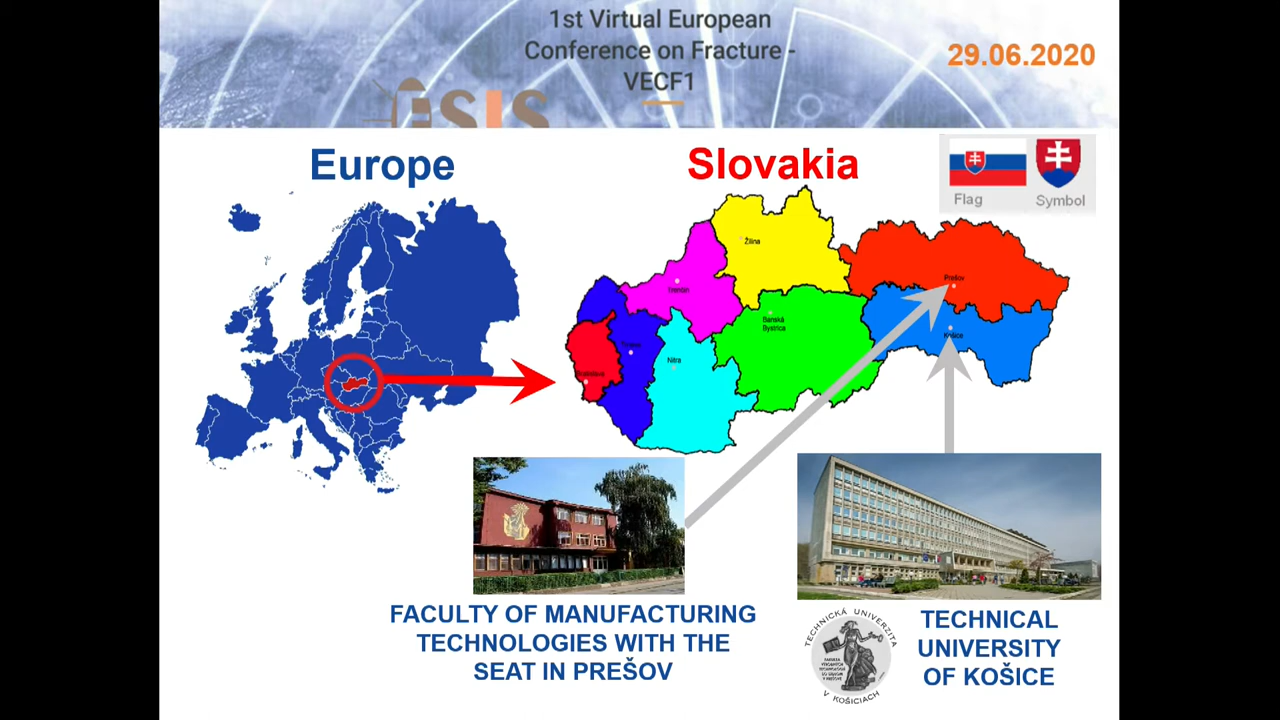 1st Virtual European
Conference on Fracture -
VECF1
29.06.2020
ESIS
Europe
Slovakia
Flag
Symbol
Žilina
Prešov
Trenčín
Banská
Bystrica
Košice
Nitra
Bratislava
FACULTY OF MANUFACTURING
TECHNOLOGIES WITH THE
SEAT IN PREŠOV
TECHNICKÁ UNIVERZITA
V KOŠICIACH
TECHNICAL
UNIVERSITY
OF KOŠICE